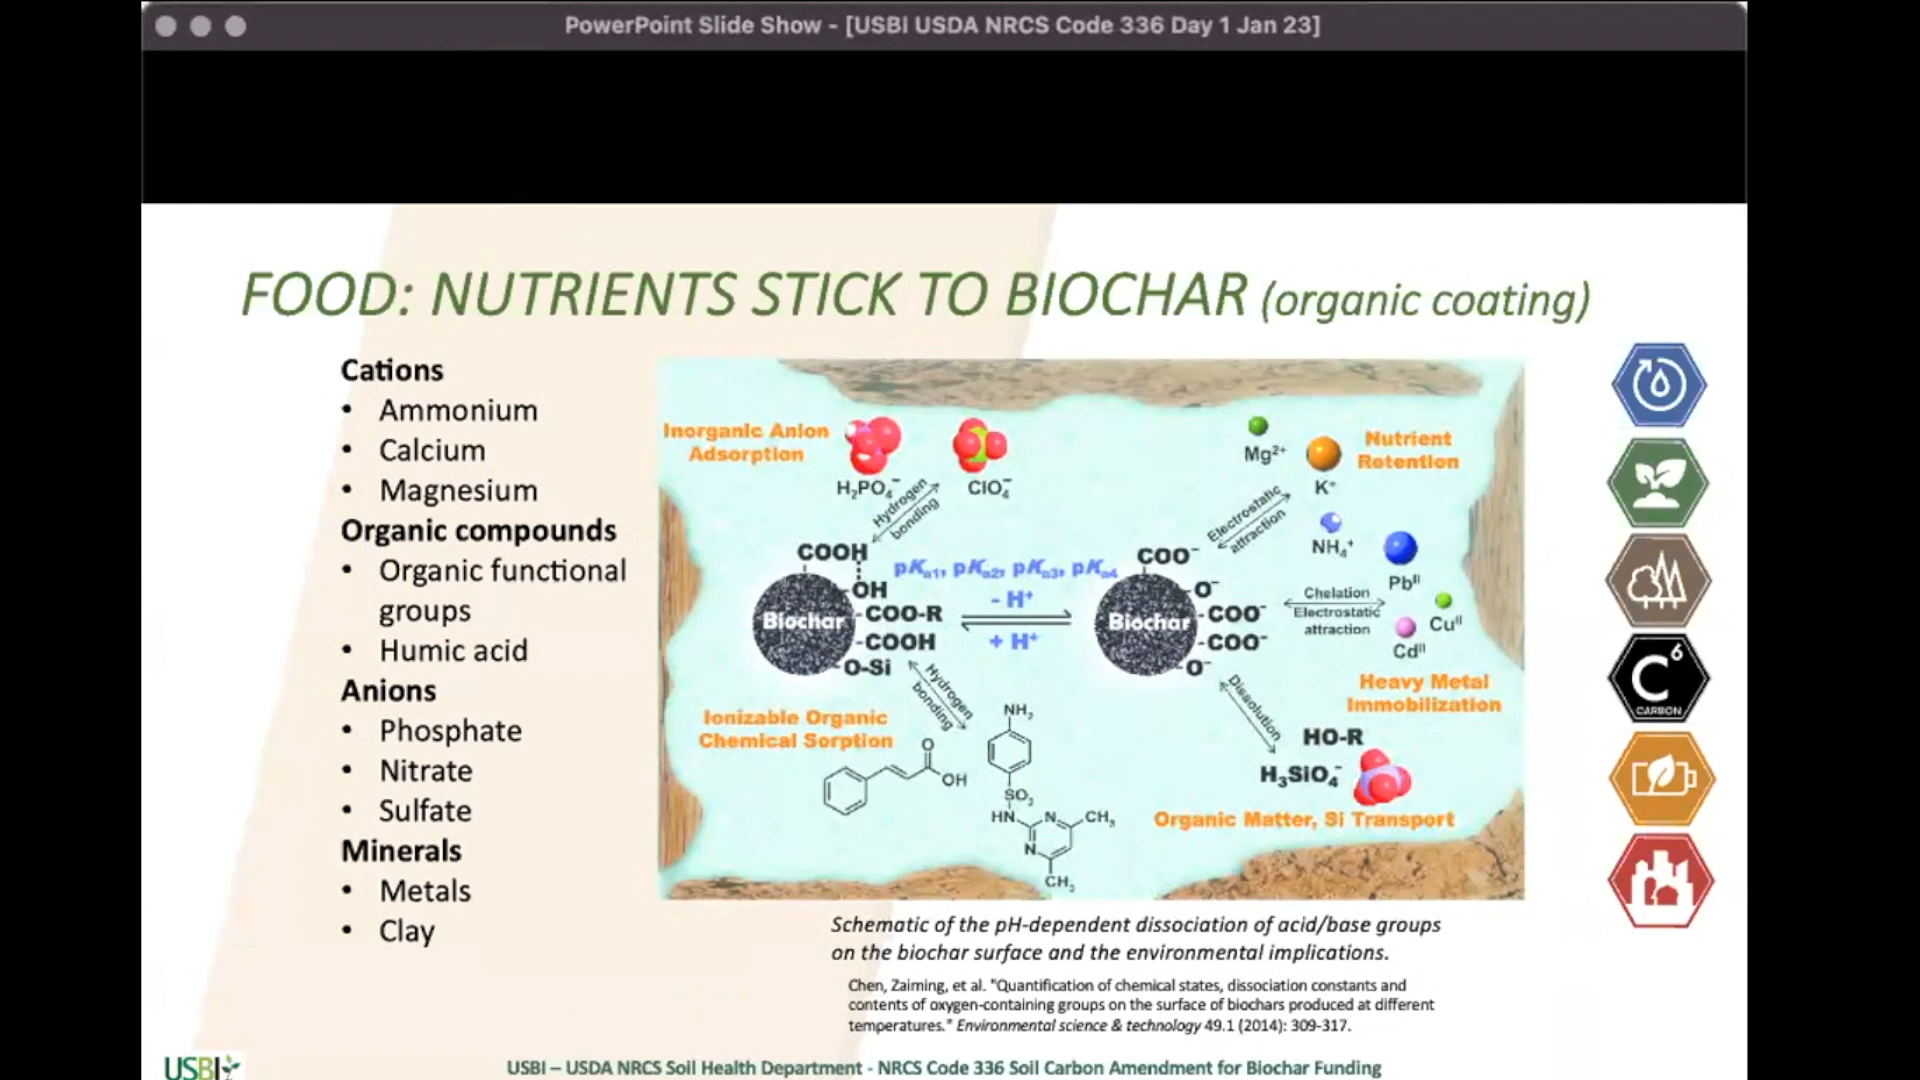 PowerPoint Slide Show - [USBI USDA NRCS Code 336 Day 1 Jan 23]
FOOD: NUTRIENTS STICK TO BIOCHAR (organic coating)
Cations
• Ammonium
• Calcium
• Magnesium
Organic compounds
• Organic functional
groups
• Humic acid
Anions
• Phosphate
• Nitrate
• Sulfate
Minerals
• Metals
• Clay
Inorganic Anion
Adsorption
H₂PO₄⁻
ClO₄⁻
Hydrogen
bonding
COOH
OH
COO-R
COOH
O-Si
Biochar
pKₐ₁, pKₐ₂, pKₐ₃, pKₐ₄
- H⁺
+ H⁺
Hydrogen
bonding
Ionizable Organic
Chemical Sorption
O
OH
NH₂
SO₂
HN
N
CH₃
N
CH₃
Mg²⁺
K⁺
Nutrient
Retention
NH₄⁺
Electrostatic
attraction
COO⁻
O⁻
COO⁻
COO⁻
O⁻
Biochar
Chelation
Electrostatic
attraction
Pbᴵᴵ
Cuᴵᴵ
Cdᴵᴵ
Heavy Metal
Immobilization
Dissolution
HO-R
H₃SiO₄⁻
Organic Matter, Si Transport
C 6
CARBON
Schematic of the pH-dependent dissociation of acid/base groups
on the biochar surface and the environmental implications.
Chen, Zaiming, et al. "Quantification of chemical states, dissociation constants and
contents of oxygen-containing groups on the surface of biochars produced at different
temperatures." Environmental science & technology 49.1 (2014): 309-317.
USBI
USBI – USDA NRCS Soil Health Department - NRCS Code 336 Soil Carbon Amendment for Biochar Funding